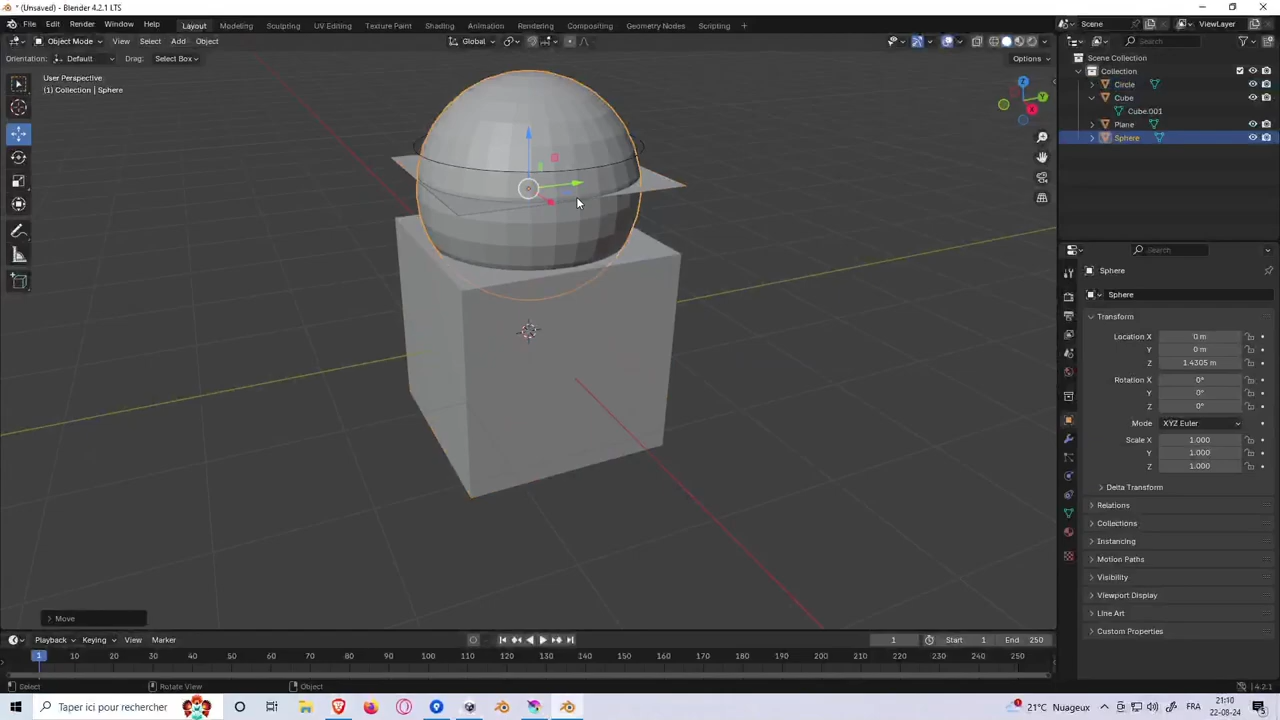 * (Unsaved) - Blender 4.2.1 LTS
File Edit Render Window Help Layout Modeling Sculpting UV Editing Texture Paint Shading Animation Rendering Compositing Geometry Nodes Scripting + Scene ViewLayer
Object Mode View Select Add Object Global Search
Orientation: Default Drag: Select Box Options
User Perspective
(1) Collection | Sphere
Scene Collection
Collection
Circle
Cube
Cube.001
Plane
Sphere
Z
Y
X
Search
Sphere
Sphere
Transform
Location X 0 m
Y 0 m
Z 1.4305 m
Rotation X 0°
Y 0°
Z 0°
Mode XYZ Euler
Scale X 1.000
Y 1.000
Z 1.000
Delta Transform
Relations
Collections
Instancing
Motion Paths
Visibility
Viewport Display
Line Art
Custom Properties
Move
Playback Keying View Marker 1 Start 1 End 250
1 10 20 30 40 50 60 70 80 90 100 110 120 130 140 150 160 170 180 190 200 210 220 230 240 250
Select Rotate View Object 4.2.1
Taper ici pour rechercher 21°C Nuageux FRA 21:10
22-08-24